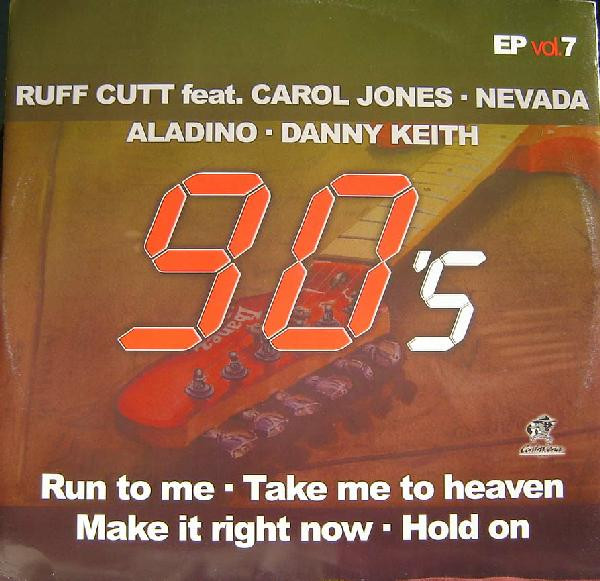 EP vol.7
RUFF CUTT feat. CAROL JONES · NEVADA
ALADINO · DANNY KEITH
90's
Ibanez
Run to me · Take me to heaven
Make it right now · Hold on